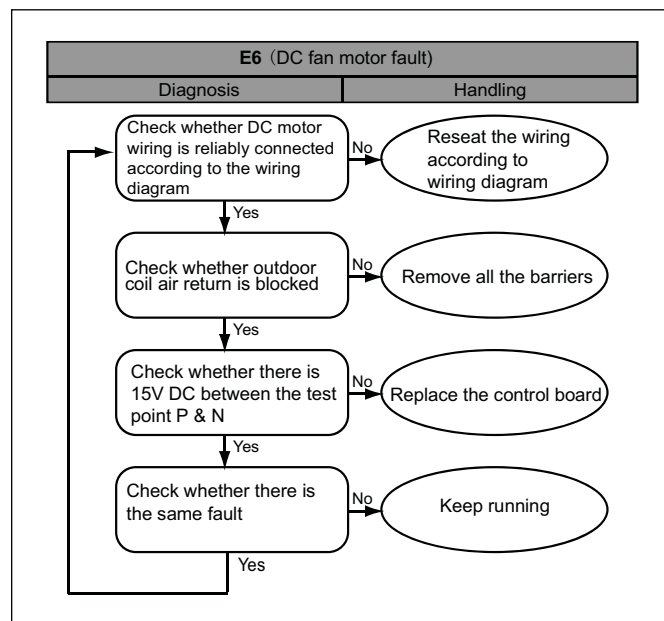 E6（DC fan motor fault)
Diagnosis
Handling
Check whether DC motor
wiring is reliably connected
according to the wiring
diagram
No
Reseat the wiring
according to
wiring diagram
Yes
Check whether outdoor
coil air return is blocked
No
Remove all the barriers
Yes
Check whether there is
15V DC between the test
point P & N
No
Replace the control board
Yes
Check whether there is
the same fault
No
Keep running
Yes